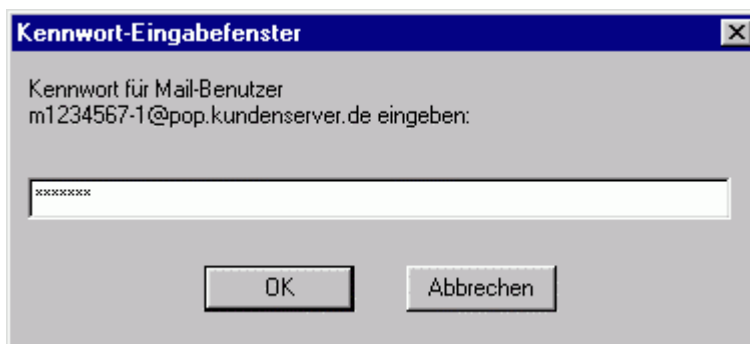 Kennwort-Eingabefenster
Kennwort für Mail-Benutzer
m1234567-1@pop.kundenserver.de eingeben:
*******
OK
Abbrechen